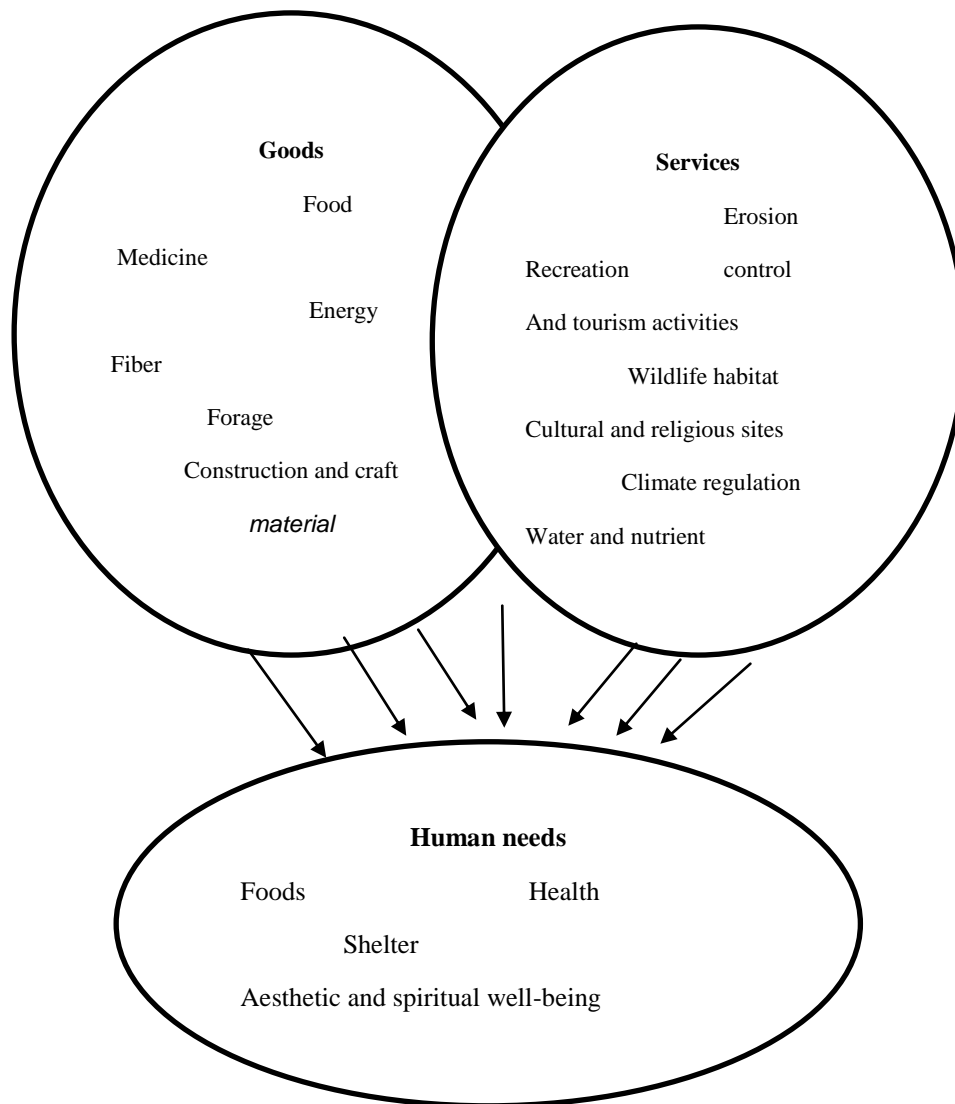 Goods
Food
Medicine
Energy
Fiber
Forage
Construction and craft
material
Services
Erosion
Recreation control
And tourism activities
Wildlife habitat
Cultural and religious sites
Climate regulation
Water and nutrient
Human needs
Foods Health
Shelter
Aesthetic and spiritual well-being